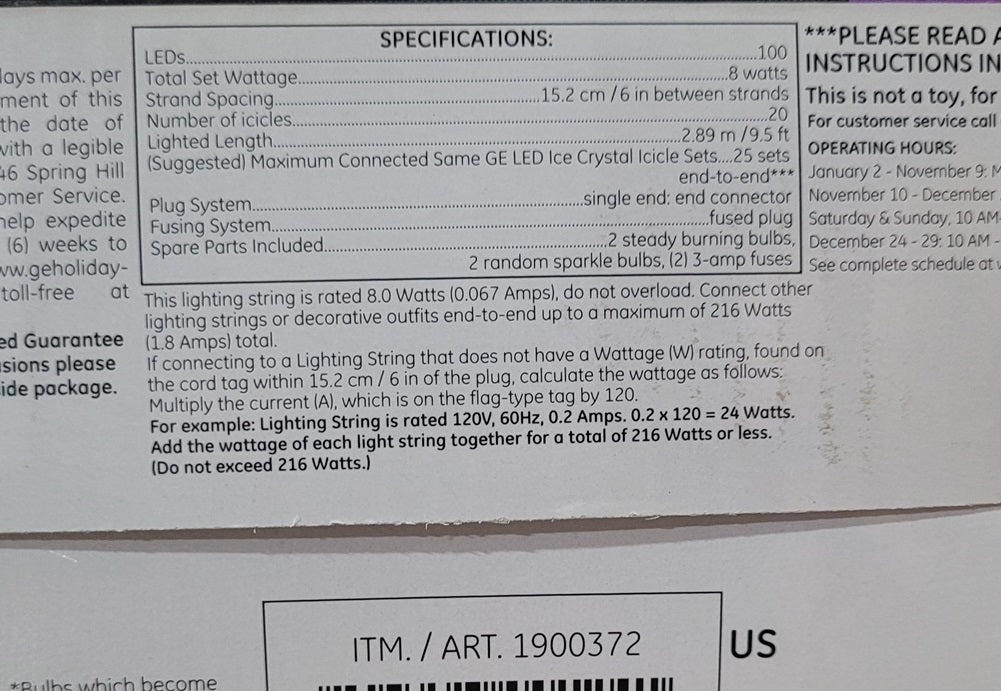 SPECIFICATIONS:
LEDs....................100
Total Set Wattage....................8 watts
Strand Spacing....................15.2 cm / 6 in between strands
Number of icicles....................20
Lighted Length....................2.89 m / 9.5 ft
(Suggested) Maximum Connected Same GE LED Ice Crystal Icicle Sets....25 sets
end-to-end***
Plug System....................single end: end connector
Fusing System....................fused plug
Spare Parts Included....................2 steady burning bulbs,
2 random sparkle bulbs, (2) 3-amp fuses
This lighting string is rated 8.0 Watts (0.067 Amps), do not overload. Connect other
lighting strings or decorative outfits end-to-end up to a maximum of 216 Watts
(1.8 Amps) total.
If connecting to a Lighting String that does not have a Wattage (W) rating, found on
the cord tag within 15.2 cm / 6 in of the plug, calculate the wattage as follows:
Multiply the current (A), which is on the flag-type tag by 120.
For example: Lighting String is rated 120V, 60Hz, 0.2 Amps. 0.2 x 120 = 24 Watts.
Add the wattage of each light string together for a total of 216 Watts or less.
(Do not exceed 216 Watts.)
max. per
ment of this
the date of
with a legible
46 Spring Hill
omer Service.
help expedite
(6) weeks to
ww.geholiday-
toll-free at
ed Guarantee
sions please
ide package.
***PLEASE READ A
INSTRUCTIONS IN
This is not a toy, for
For customer service call
OPERATING HOURS:
January 2 - November 9: M
November 10 - December
Saturday & Sunday, 10 AM-
December 24 - 29: 10 AM -
See complete schedule at
ITM. / ART. 1900372
US
*Bulbs which become